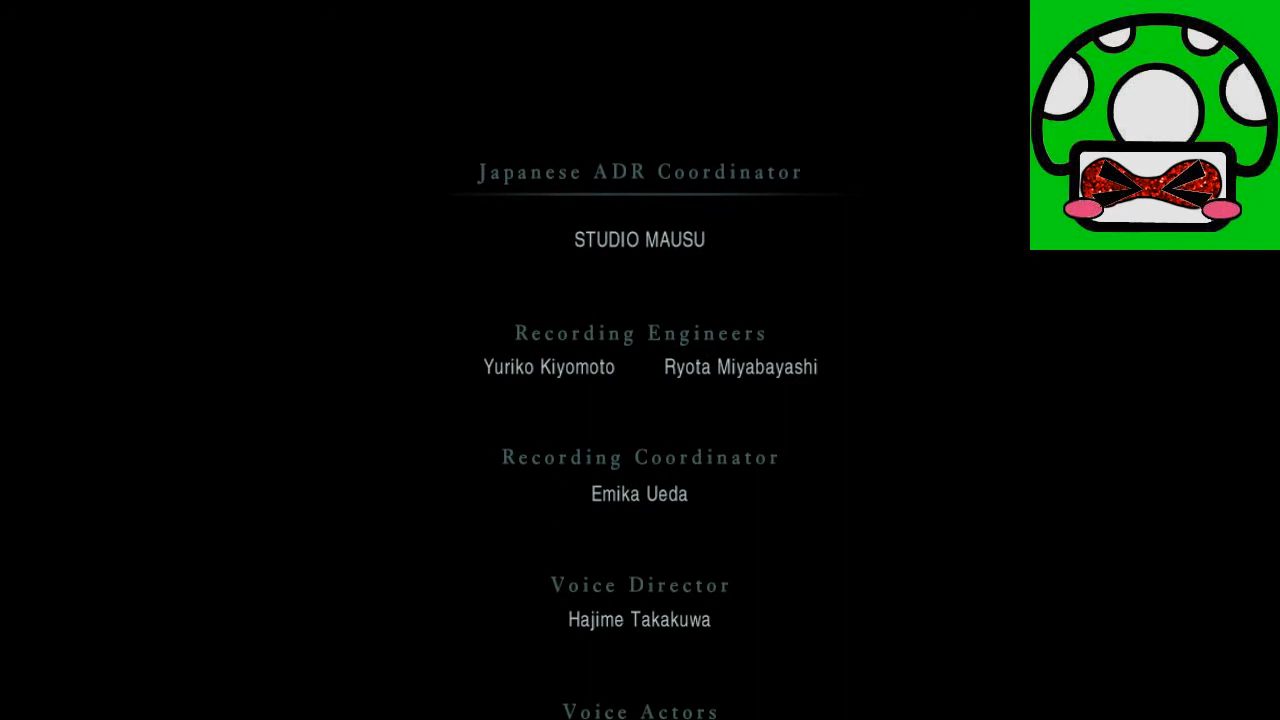 Japanese ADR Coordinator
STUDIO MAUSU
Recording Engineers
Yuriko Kiyomoto Ryota Miyabayashi
Recording Coordinator
Emika Ueda
Voice Director
Hajime Takakuwa
Voice Actors